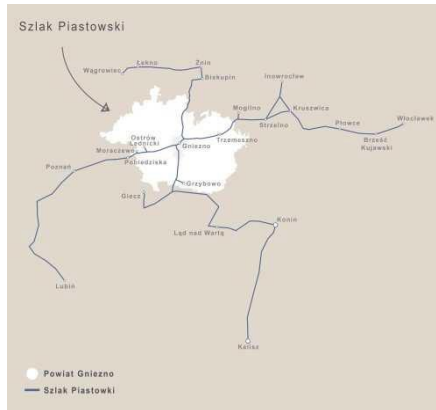 Szlak Piastowski
Żnin
Łekno
Wągrowiec
Biskupin
Inowrocław
Moglino
Kruszwica
Włocławek
Płowce
Strzelno
Ostrów
Lednicki
Trzemeszno
Brześć
Kujawski
Gniezno
Moraczewo
Pobiedziska
Poznań
Grzybowo
Giecz
Konin
Ląd nad Wartą
Lubiń
Kalisz
Powiat Gniezno
Szlak Piastowki